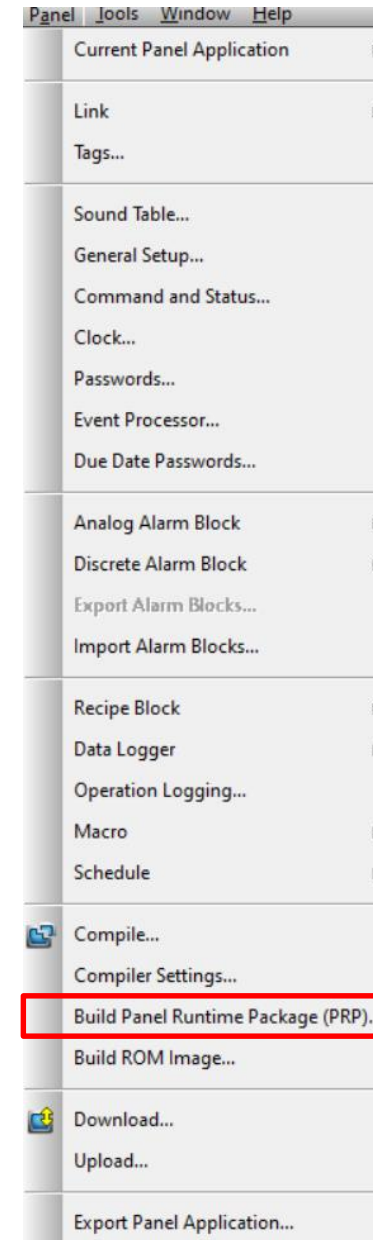 Panel Tools Window Help
Current Panel Application
Link
Tags...
Sound Table...
General Setup...
Command and Status...
Clock...
Passwords...
Event Processor...
Due Date Passwords...
Analog Alarm Block
Discrete Alarm Block
Export Alarm Blocks...
Import Alarm Blocks...
Recipe Block
Data Logger
Operation Logging...
Macro
Schedule
Compile...
Compiler Settings...
Build Panel Runtime Package (PRP).
Build ROM Image...
Download...
Upload...
Export Panel Application...